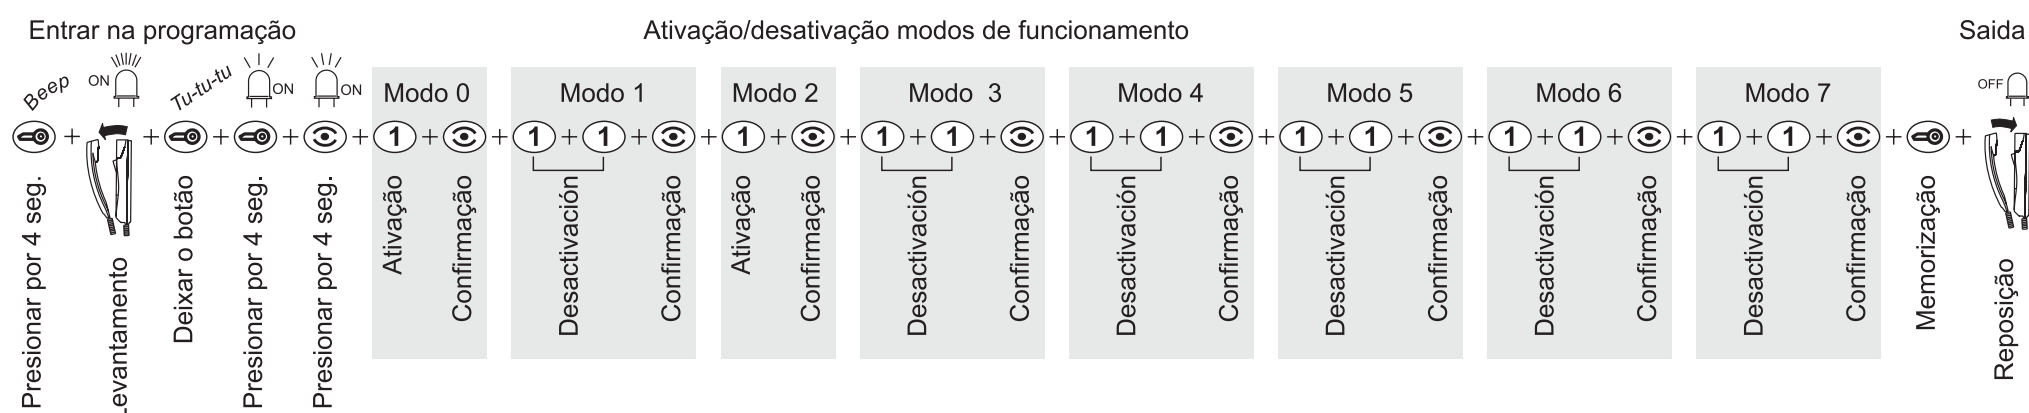 Entrar na programação
Ativação/desativação modos de funcionamento
Saida
Beep
ON
Tu-tu-tu
ON
ON
OFF
Modo 0
Modo 1
Modo 2
Modo 3
Modo 4
Modo 5
Modo 6
Modo 7
+ + + + + 1 + + 1 + 1 + + 1 + + 1 + 1 + + 1 + 1 + + 1 + 1 + + 1 + 1 + + 1 + 1 + + +
Presionar por 4 seg.
Levantamento
Deixar o botão
Presionar por 4 seg.
Presionar por 4 seg.
Ativação
Confirmação
Desactivación
Confirmação
Ativação
Confirmação
Desactivación
Confirmação
Desactivación
Confirmação
Desactivación
Confirmação
Desactivación
Confirmação
Desactivación
Confirmação
Memorização
Reposição